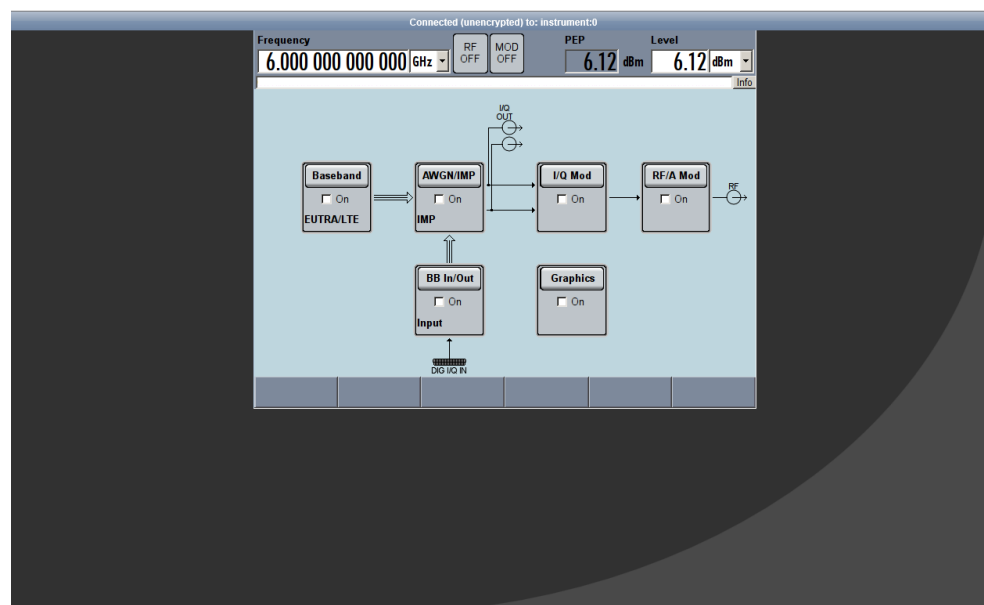 Connected (unencrypted) to: instrument:0
Frequency
6.000 000 000 000 GHz
RF
OFF
MOD
OFF
PEP
6.12 dBm
Level
6.12 dBm
Info
I/Q
OUT
Baseband
On
EUTRA/LTE
AWGN/IMP
On
IMP
I/Q Mod
On
RF/A Mod
On
RF
BB In/Out
On
Input
Graphics
On
DIG I/Q IN